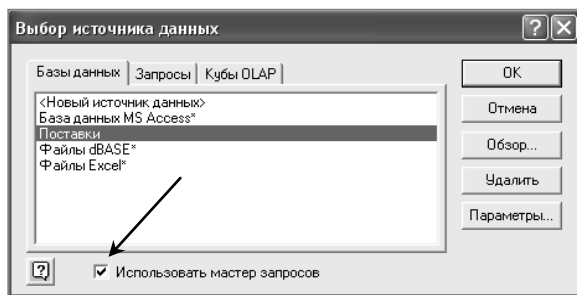 Выбор источника данных
Базы данных Запросы Кубы OLAP
<Новый источник данных>
База данных MS Access*
Поставки
Файлы dBASE*
Файлы Excel*
OK
Отмена
Обзор...
Удалить
Параметры...
Использовать мастер запросов